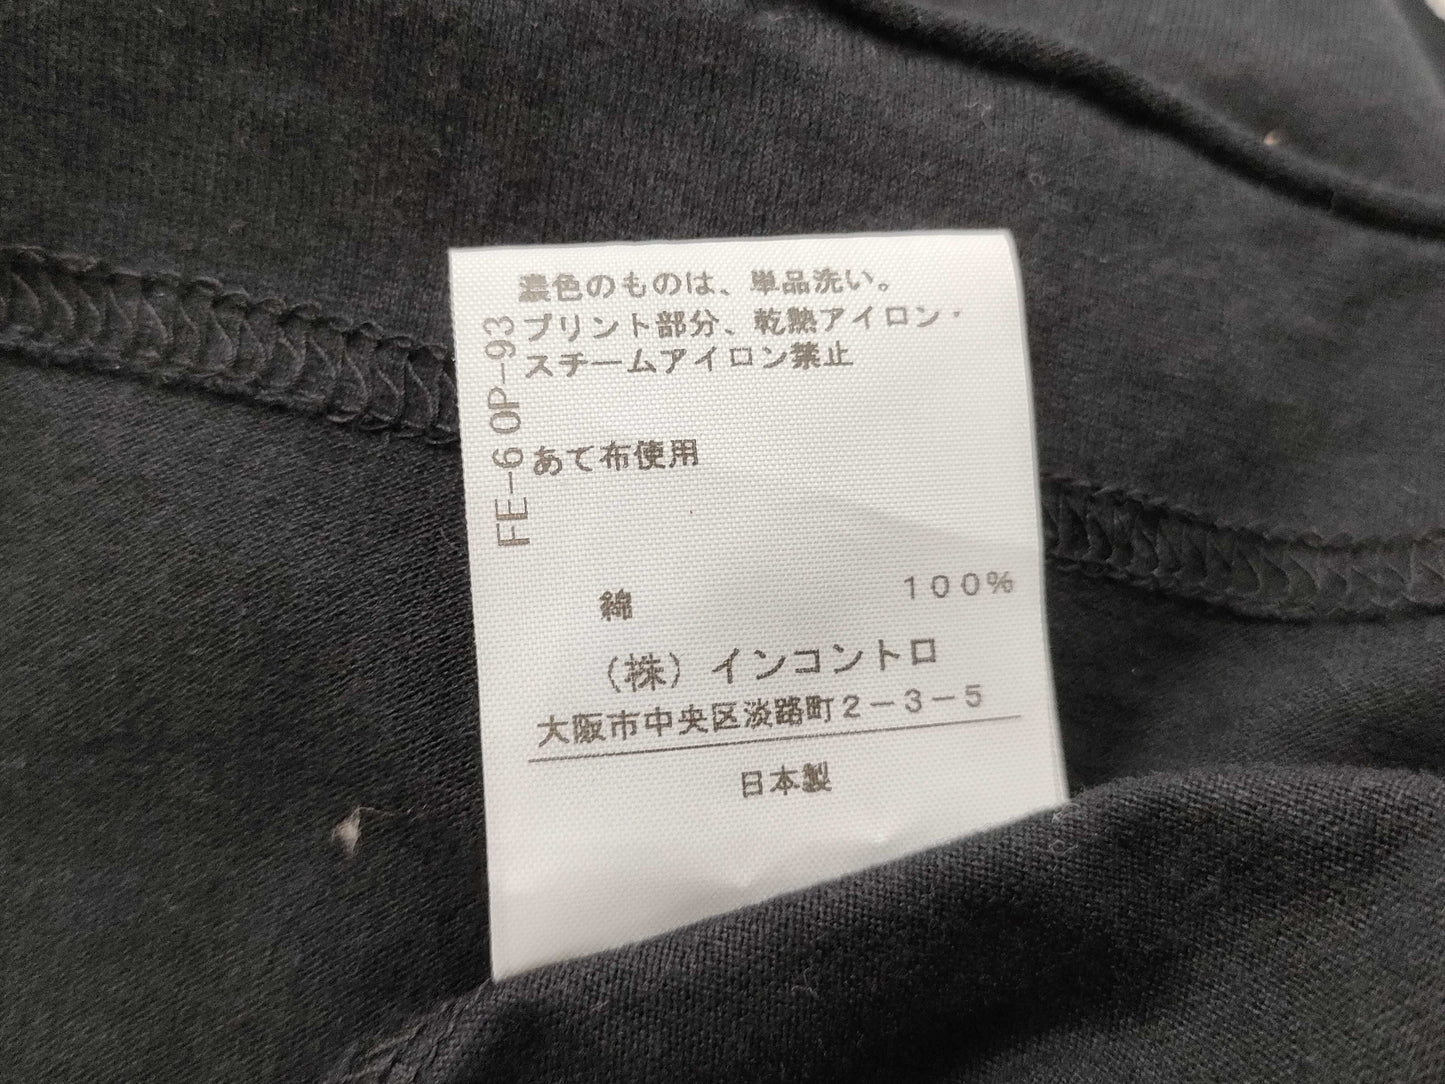 濃色のものは、単品洗い。
プリント部分、乾熱アイロン・
スチームアイロン禁止
FE-6 OP-93
あて布使用
綿 100%
(株)インコントロ
大阪市中央区淡路町2-3-5
日本製